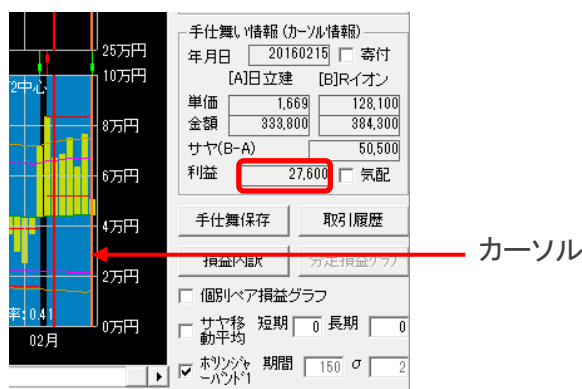 25万円
10万円
2中心
8万円
6万円
4万円
2万円
率:0.41
0万円
02月
手仕舞い情報 (カーソル情報)
年月日 20160215 寄付
[A]日立建 [B]Rイオン
単価 1,669 128,100
金額 333,800 384,300
サヤ(B-A) 50,500
利益 27,600 気配
手仕舞保存 取引履歴
損益内訳 分足損益グラフ
カーソル
個別ペア損益グラフ
サヤ移動平均 短期 0 長期 0
ボリンジャーバンド1 期間 150 σ 2